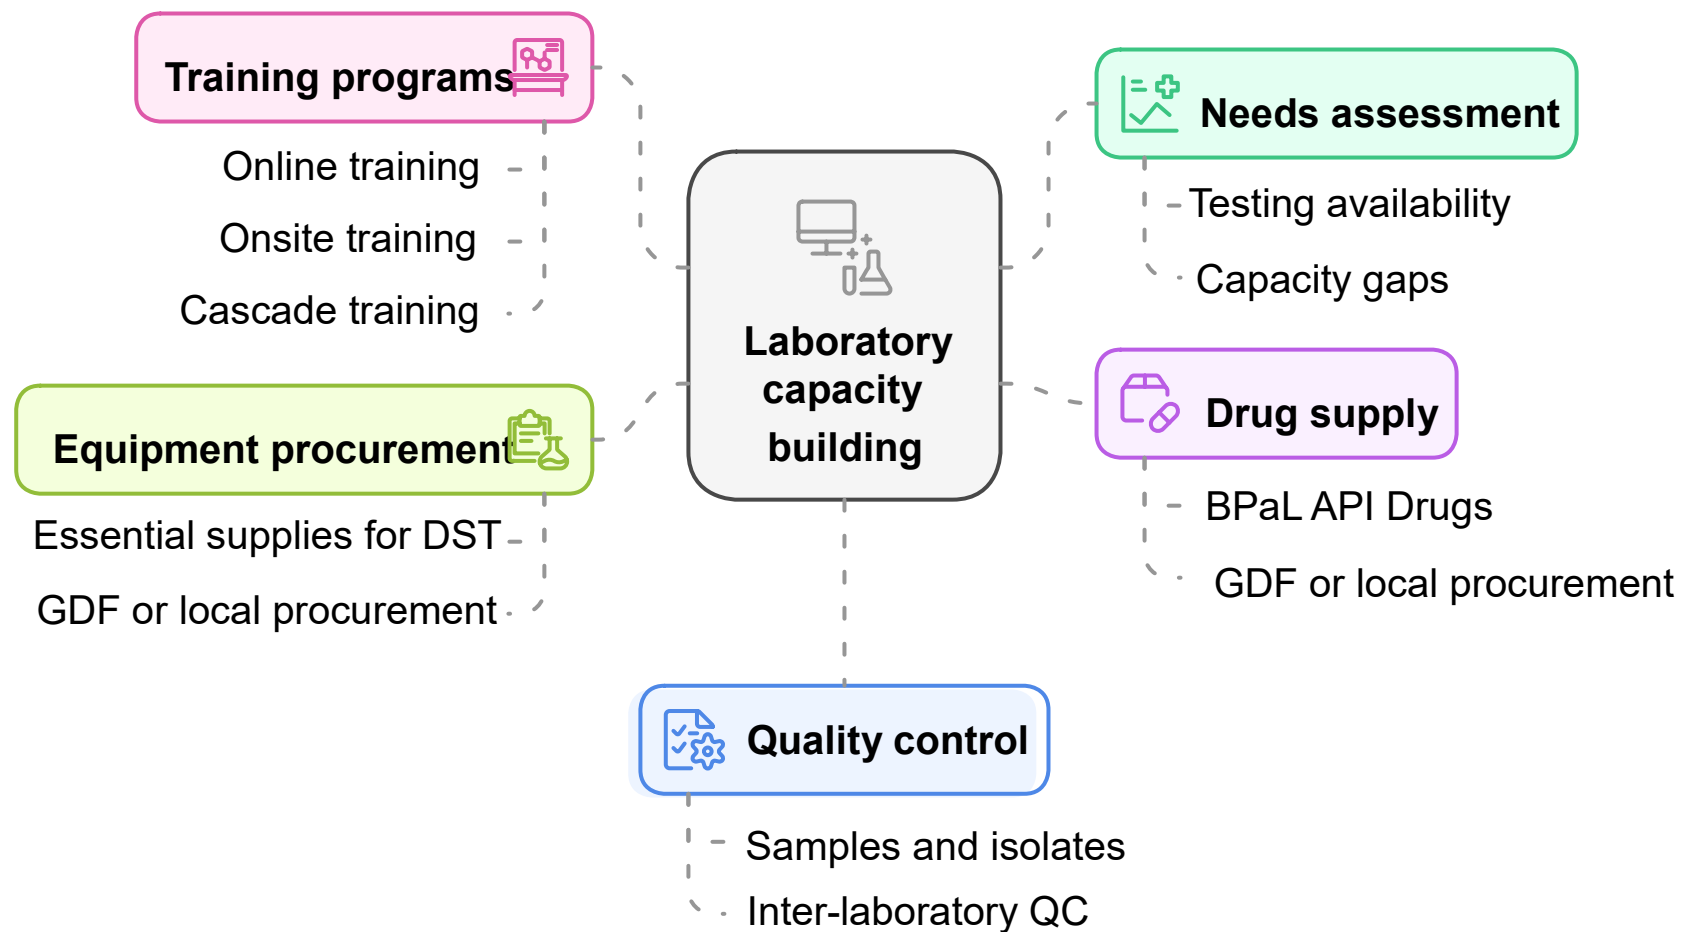 Training programs
Online training
Onsite training
Cascade training
Equipment procurement
Essential supplies for DST
GDF or local procurement
Laboratory
capacity
building
Needs assessment
Testing availability
Capacity gaps
Drug supply
BPaL API Drugs
GDF or local procurement
Quality control
Samples and isolates
Inter-laboratory QC